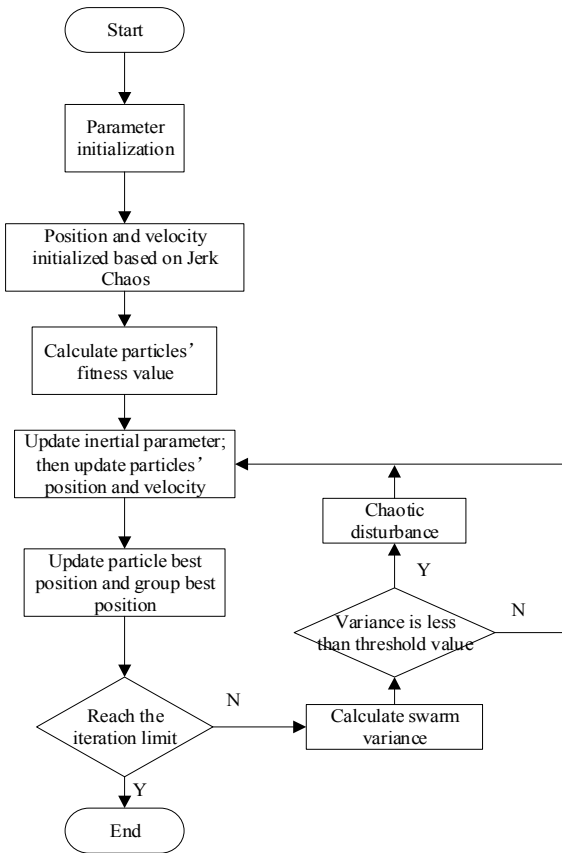 Start
Parameter
initialization
Position and velocity
initialized based on Jerk
Chaos
Calculate particles’
fitness value
Update inertial parameter;
then update particles’
position and velocity
Update particle best
position and group best
position
Reach the
iteration limit
N
Y
End
Calculate swarm
variance
Variance is less
than threshold value
Y
N
Chaotic
disturbance